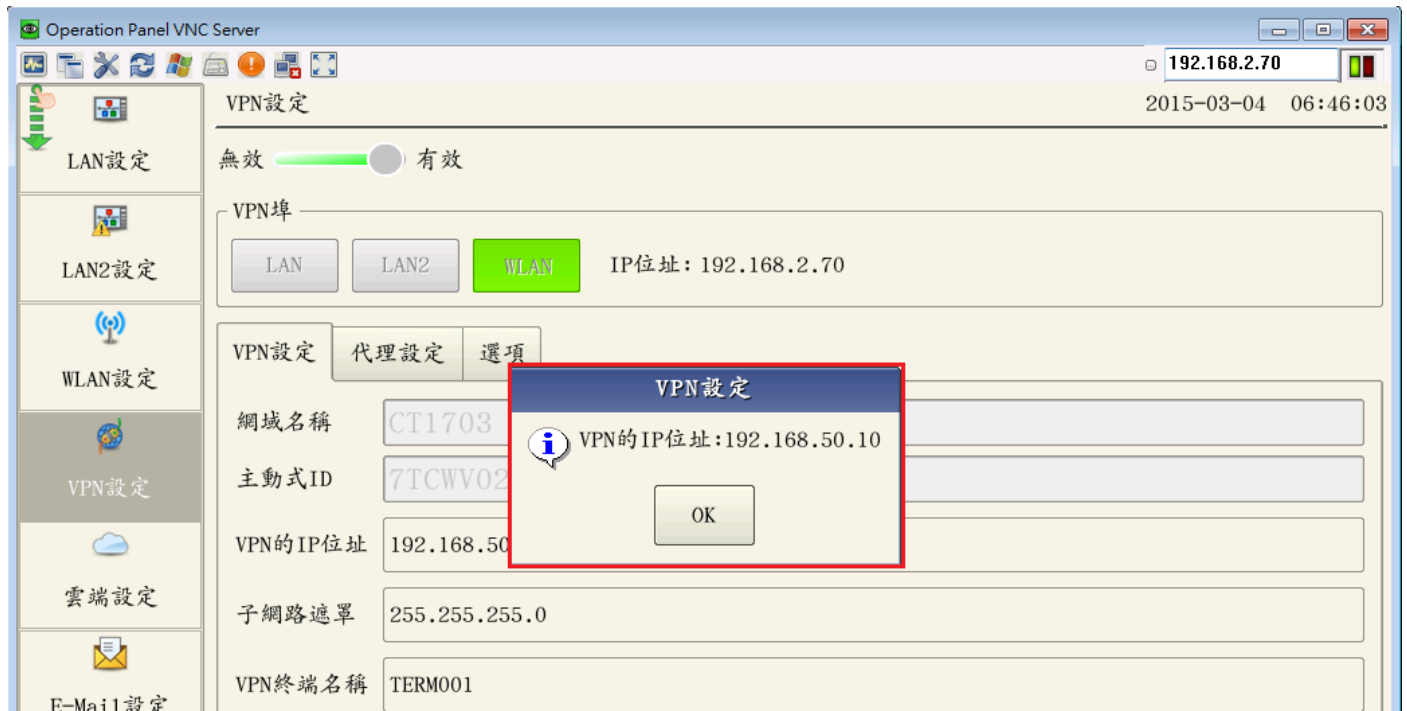 Operation Panel VNC Server
192.168.2.70
VPN設定
2015-03-04 06:46:03
LAN設定
LAN2設定
WLAN設定
VPN設定
雲端設定
E-Mail設定
無效
有效
VPN埠
LAN
LAN2
WLAN
IP位址：192.168.2.70
VPN設定
代理設定
選項
網域名稱
CT1703
主動式ID
7TCWV02
VPN的IP位址
192.168.50
子網路遮罩
255.255.255.0
VPN終端名稱
TERM001
VPN設定
VPN的IP位址:192.168.50.10
OK